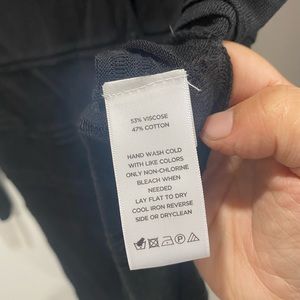 53% VISCOSE
47% COTTON
HAND WASH COLD
WITH LIKE COLORS
ONLY NON-CHLORINE
BLEACH WHEN
NEEDED
LAY FLAT TO DRY
COOL IRON REVERSE
SIDE OR DRYCLEAN